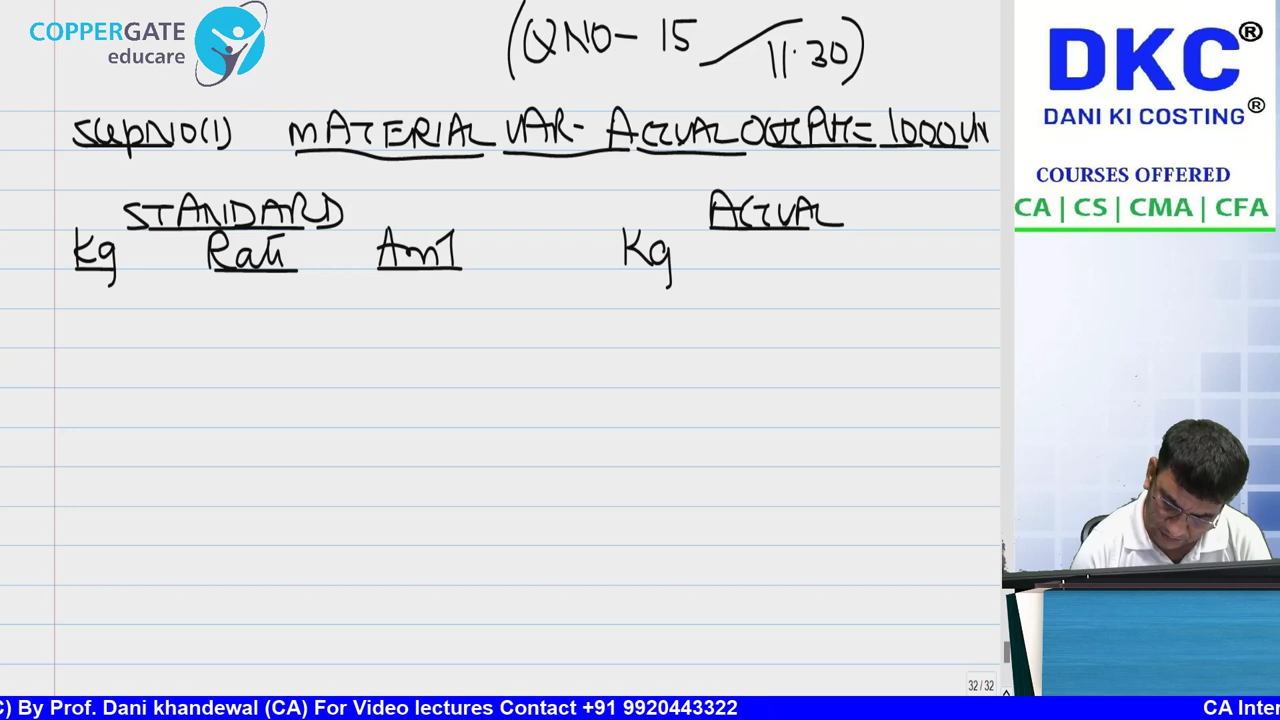 COPPERGATE
educare
(QNO- 15 11.30)
DKC®
DANI KI COSTING®
StepNO(1) MATERIAL VAR- ACTUAL OUTPUT= 1000UN
COURSES OFFERED
CA | CS | CMA | CFA
STANDARD ACTUAL
Kg Rate Amt Kg
32/32
C) By Prof. Dani khandewal (CA) For Video lectures Contact +91 9920443322 CA Inter